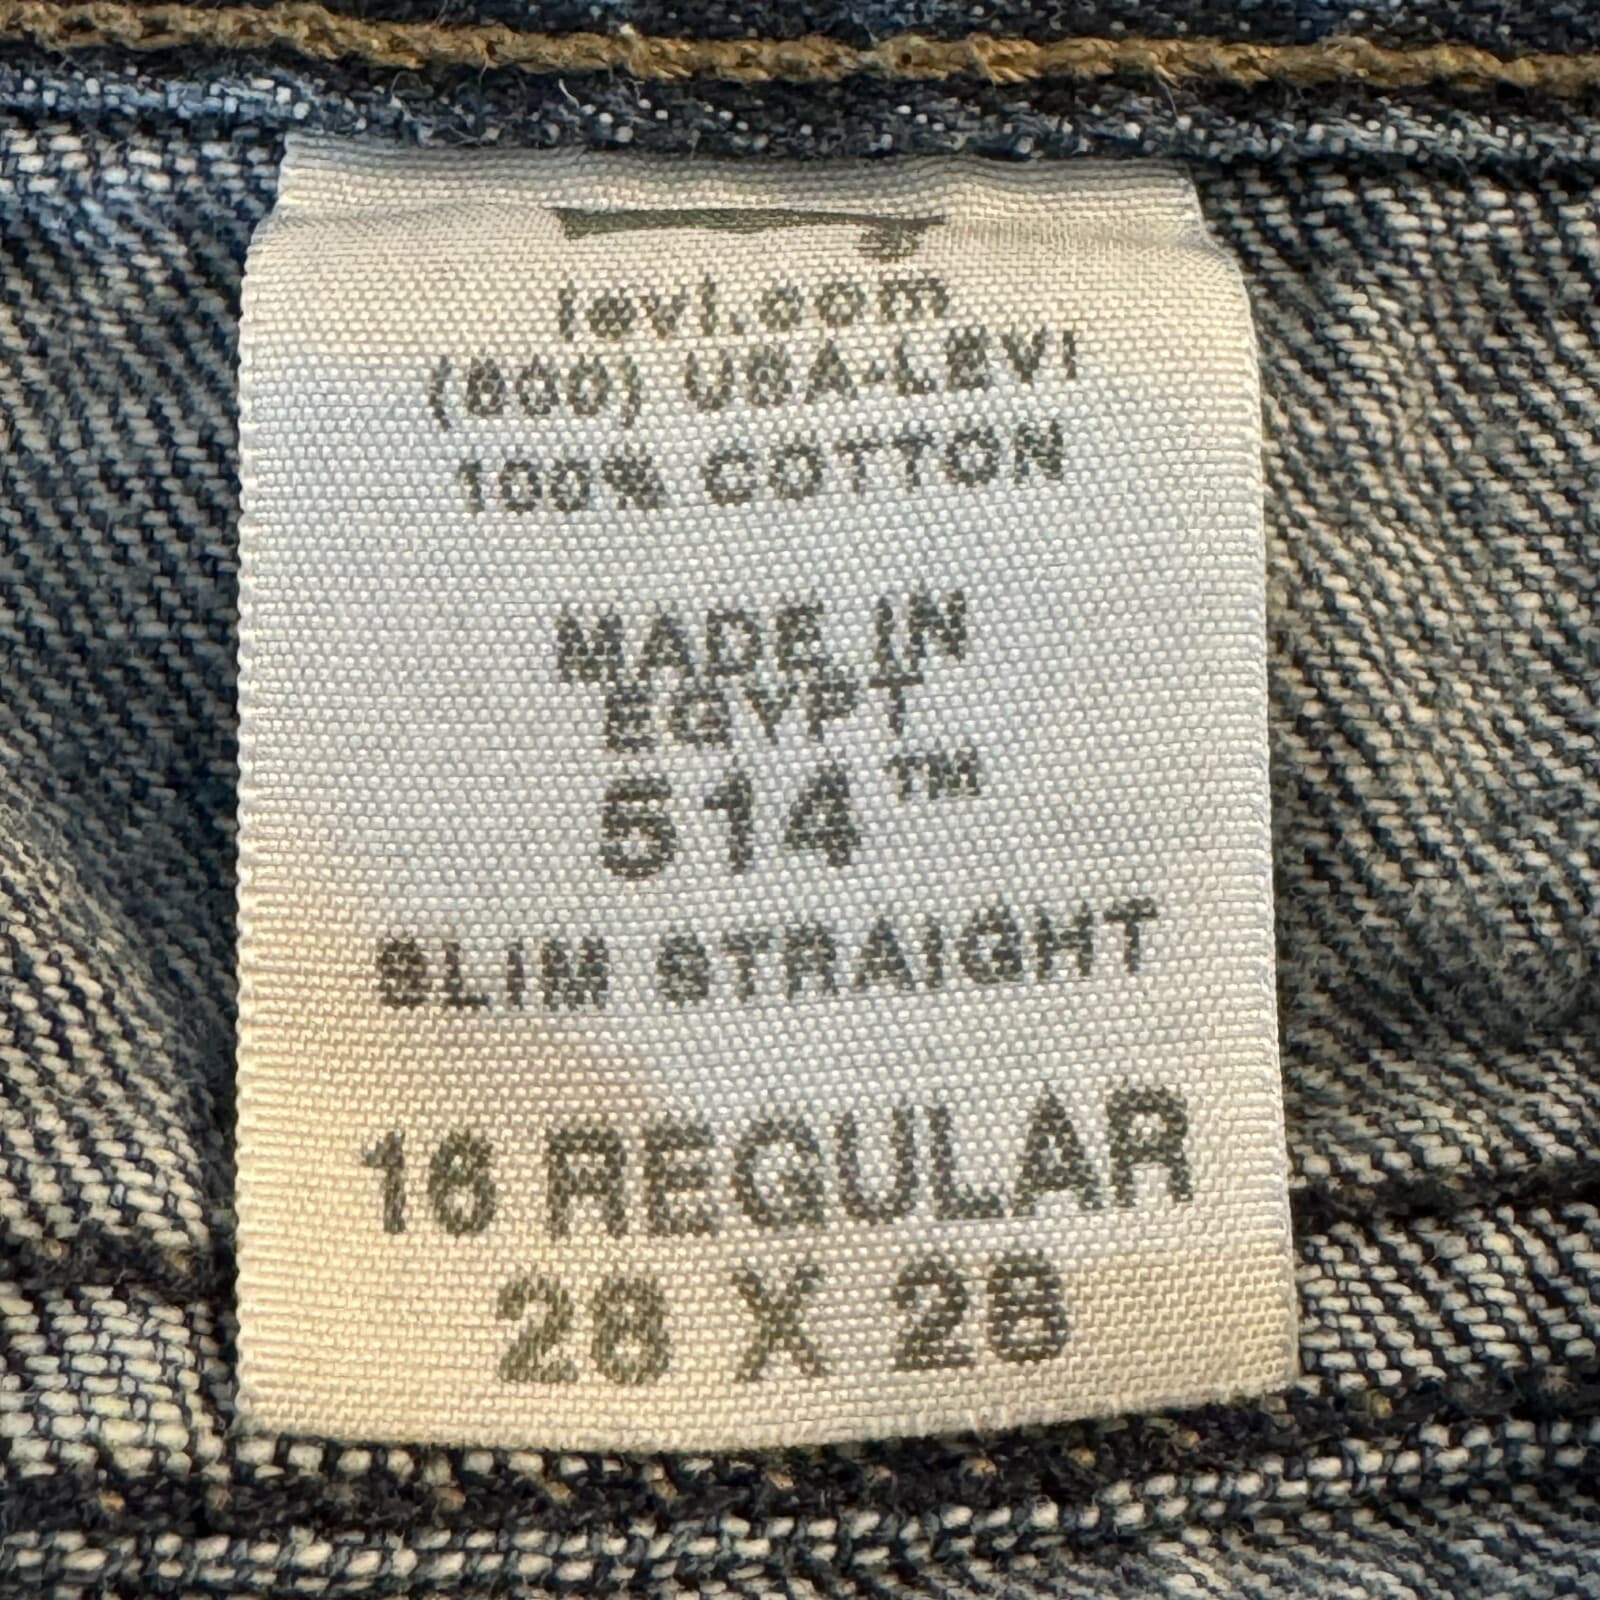 levi.com
(800) USA-LEVI
100% COTTON
MADE IN
EGYPT
514™
SLIM STRAIGHT
16 REGULAR
28 X 28